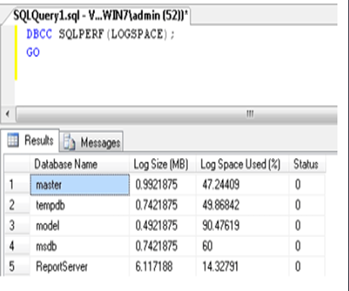 SQLQuery1.sql - V...WIN7\admin (52))*
DBCC SQLPERF(LOGSPACE);
GO
Results Messages
Database Name Log Size (MB) Log Space Used (%) Status
1 master 0.9921875 47.24409 0
2 tempdb 0.7421875 49.86842 0
3 model 0.4921875 90.47619 0
4 msdb 0.7421875 60 0
5 ReportServer 6.117188 14.32791 0